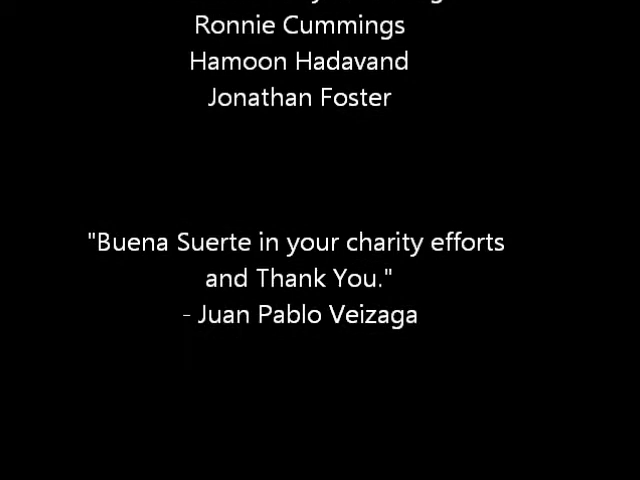 Ronnie Cummings
Hamoon Hadavand
Jonathan Foster
"Buena Suerte in your charity efforts
and Thank You."
- Juan Pablo Veizaga